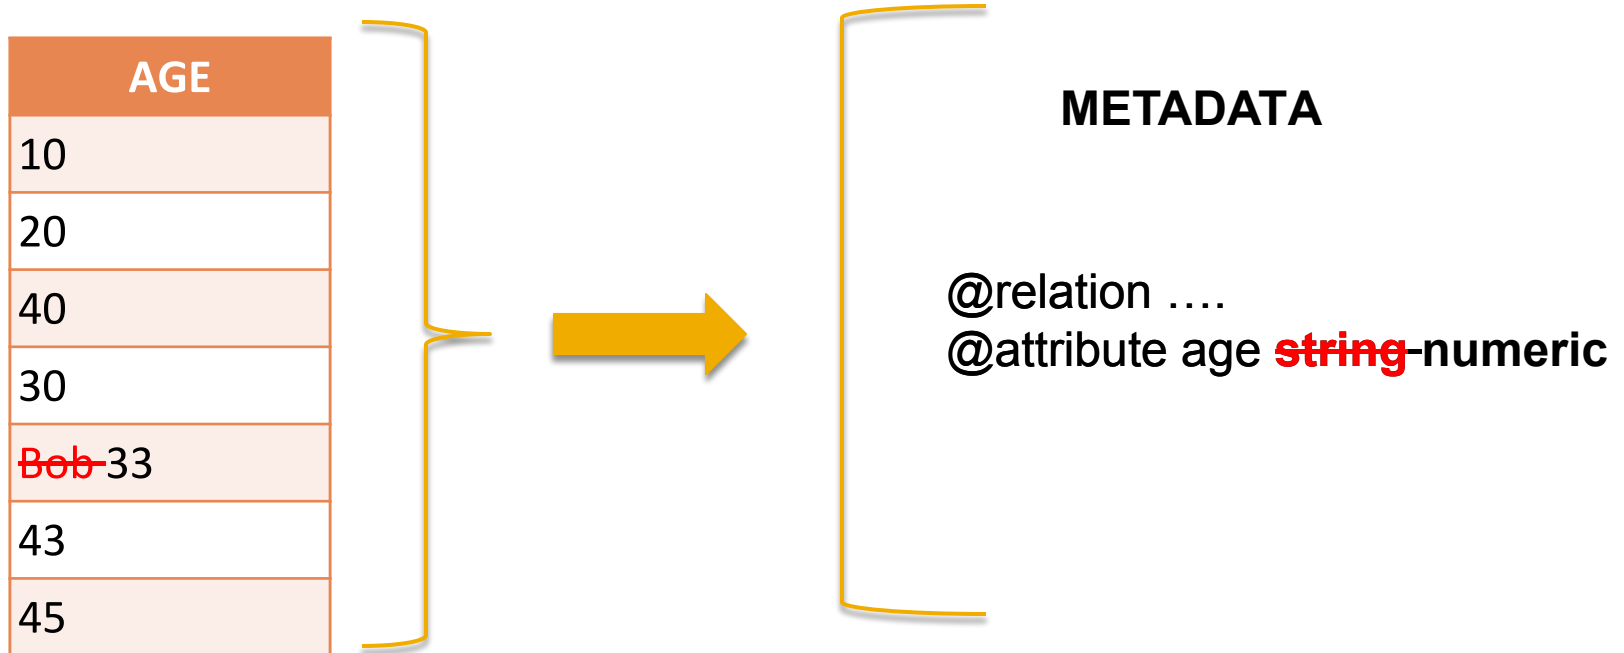 AGE
10
20
40
30
Bob 33
43
45
METADATA
@relation ....
@attribute age string numeric